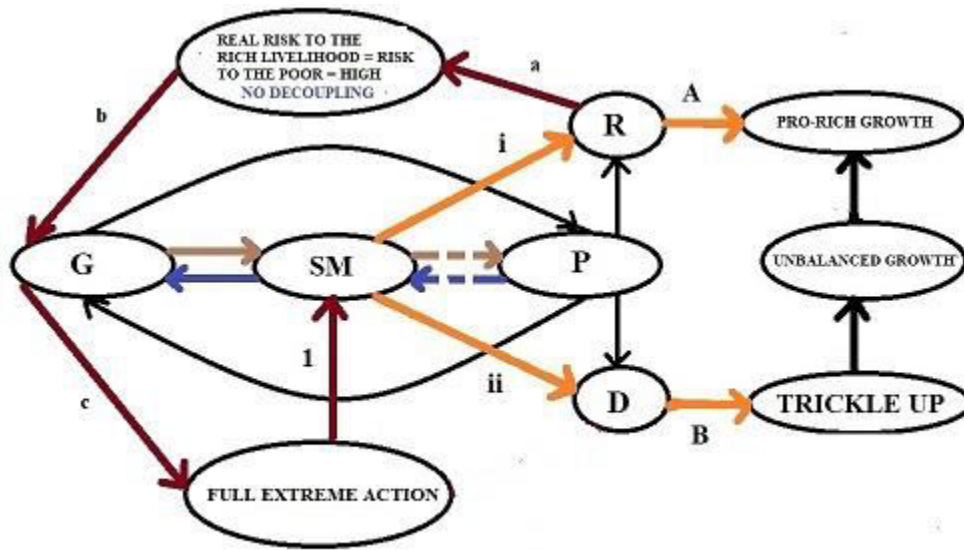 REAL RISK TO THE
RICH LIVELIHOOD = RISK
TO THE POOR = HIGH
NO DECOUPLING
a
R
A
PRO-RICH GROWTH
b
i
G
SM
P
UNBALANCED GROWTH
1
ii
c
D
B
TRICKLE UP
FULL EXTREME ACTION